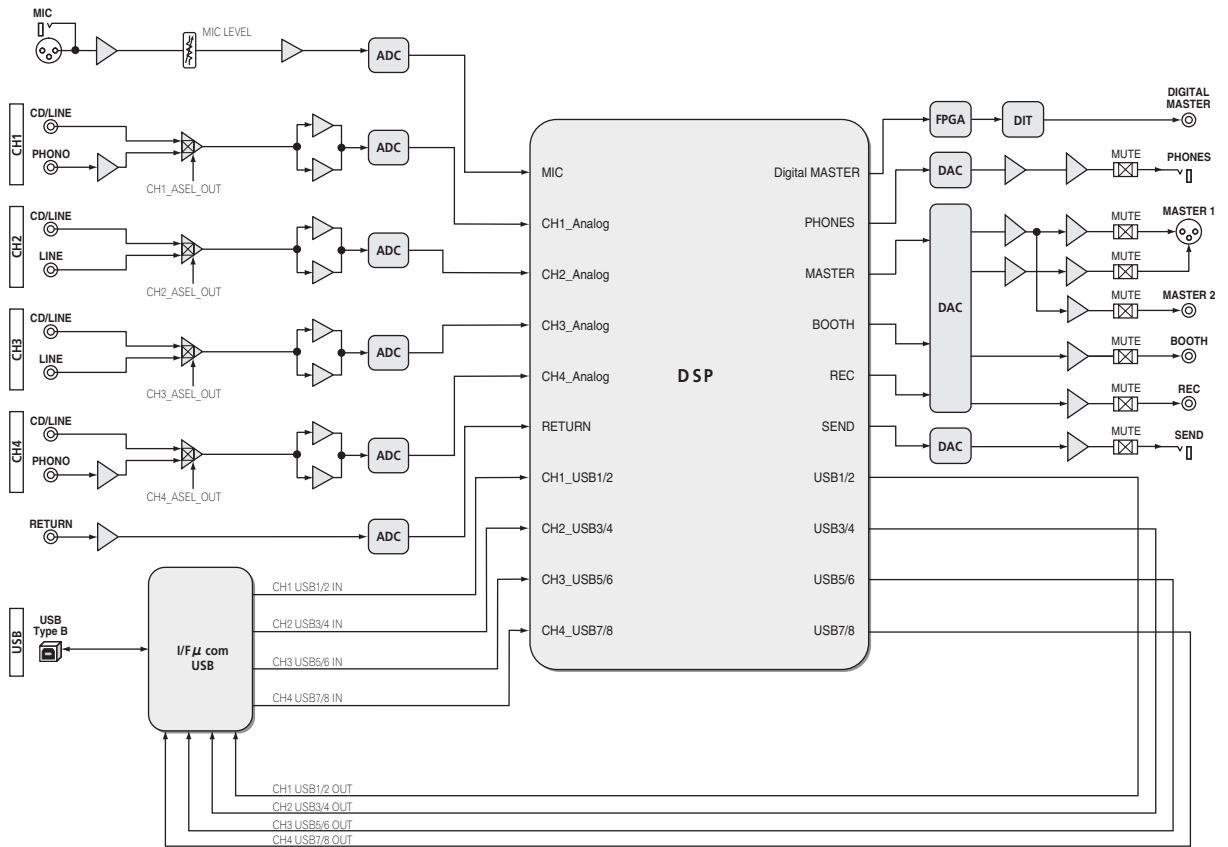 MIC
MIC LEVEL
ADC
CH1
CD/LINE
PHONO
CH1_ASEL_OUT
ADC
CH2
CD/LINE
LINE
CH2_ASEL_OUT
ADC
CH3
CD/LINE
LINE
CH3_ASEL_OUT
ADC
CH4
CD/LINE
PHONO
CH4_ASEL_OUT
ADC
RETURN
ADC
USB
USB
Type B
I/F μ com
USB
CH1 USB1/2 IN
CH2 USB3/4 IN
CH3 USB5/6 IN
CH4 USB7/8 IN
DSP
MIC
CH1_Analog
CH2_Analog
CH3_Analog
CH4_Analog
RETURN
CH1_USB1/2
CH2_USB3/4
CH3_USB5/6
CH4_USB7/8
Digital MASTER
PHONES
MASTER
BOOTH
REC
SEND
USB1/2
USB3/4
USB5/6
USB7/8
FPGA
DIT
DIGITAL
MASTER
DAC
MUTE
PHONES
DAC
MUTE
MASTER 1
MUTE
MUTE
MASTER 2
MUTE
BOOTH
MUTE
REC
DAC
MUTE
SEND
CH1 USB1/2 OUT
CH2 USB3/4 OUT
CH3 USB5/6 OUT
CH4 USB7/8 OUT